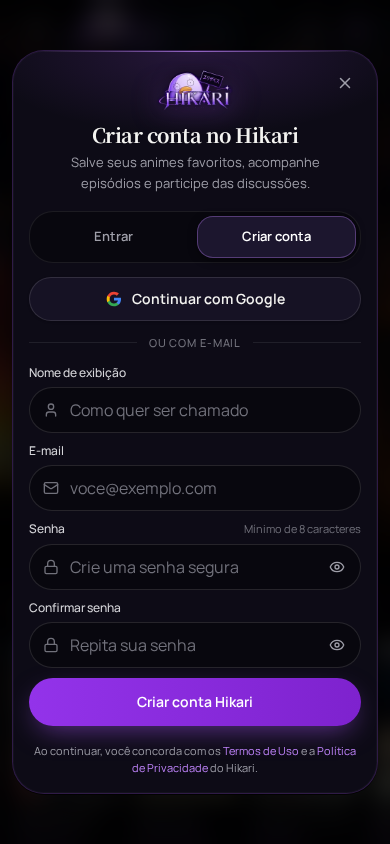 HIKARI
Criar conta no Hikari
Salve seus animes favoritos, acompanhe
episódios e participe das discussões.
Entrar
Criar conta
Continuar com Google
OU COM E-MAIL
Nome de exibição
Como quer ser chamado
E-mail
voce@exemplo.com
Senha
Mínimo de 8 caracteres
Crie uma senha segura
Confirmar senha
Repita sua senha
Criar conta Hikari
Ao continuar, você concorda com os Termos de Uso e a Política
de Privacidade do Hikari.